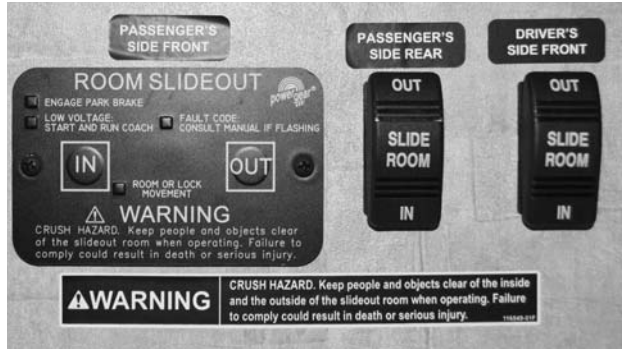 PASSENGER'S
SIDE FRONT
ROOM SLIDEOUT
power gear
ENGAGE PARK BRAKE
LOW VOLTAGE:
START AND RUN COACH
FAULT CODE:
CONSULT MANUAL IF FLASHING
IN
OUT
ROOM OR LOCK
MOVEMENT
WARNING
CRUSH HAZARD. Keep people and objects clear
of the slideout room when operating. Failure to
comply could result in death or serious injury.
PASSENGER'S
SIDE REAR
OUT
SLIDE
ROOM
IN
DRIVER'S
SIDE FRONT
OUT
SLIDE
ROOM
IN
WARNING
CRUSH HAZARD. Keep people and objects clear of the inside
and the outside of the slideout room when operating. Failure
to comply could result in death or serious injury.